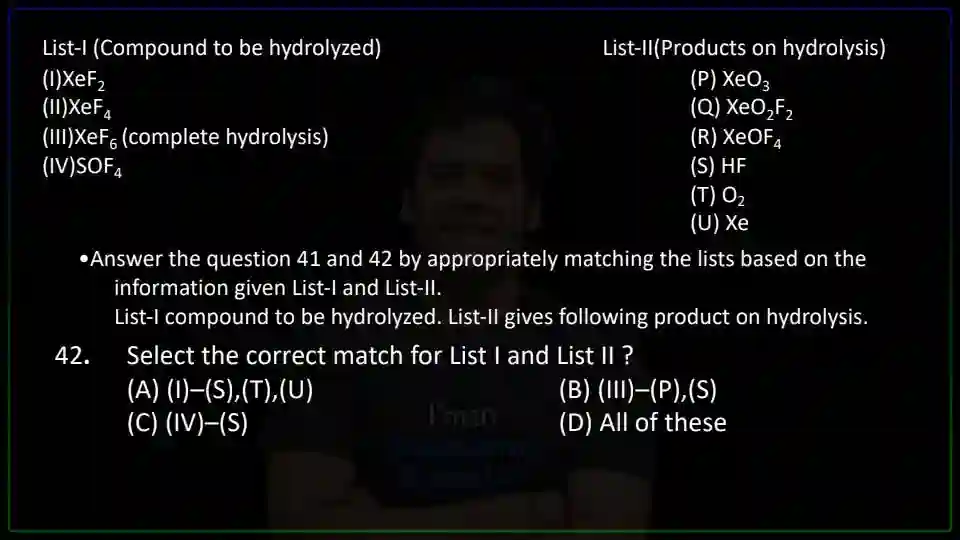 List-I (Compound to be hydrolyzed) List-II(Products on hydrolysis)
(I)XeF₂ (P) XeO₃
(II)XeF₄ (Q) XeO₂F₂
(III)XeF₆ (complete hydrolysis) (R) XeOF₄
(IV)SOF₄ (S) HF
(T) O₂
(U) Xe
•Answer the question 41 and 42 by appropriately matching the lists based on the
information given List-I and List-II.
List-I compound to be hydrolyzed. List-II gives following product on hydrolysis.
42. Select the correct match for List I and List II ?
(A) (I)–(S),(T),(U) (B) (III)–(P),(S)
(C) (IV)–(S) (D) All of these